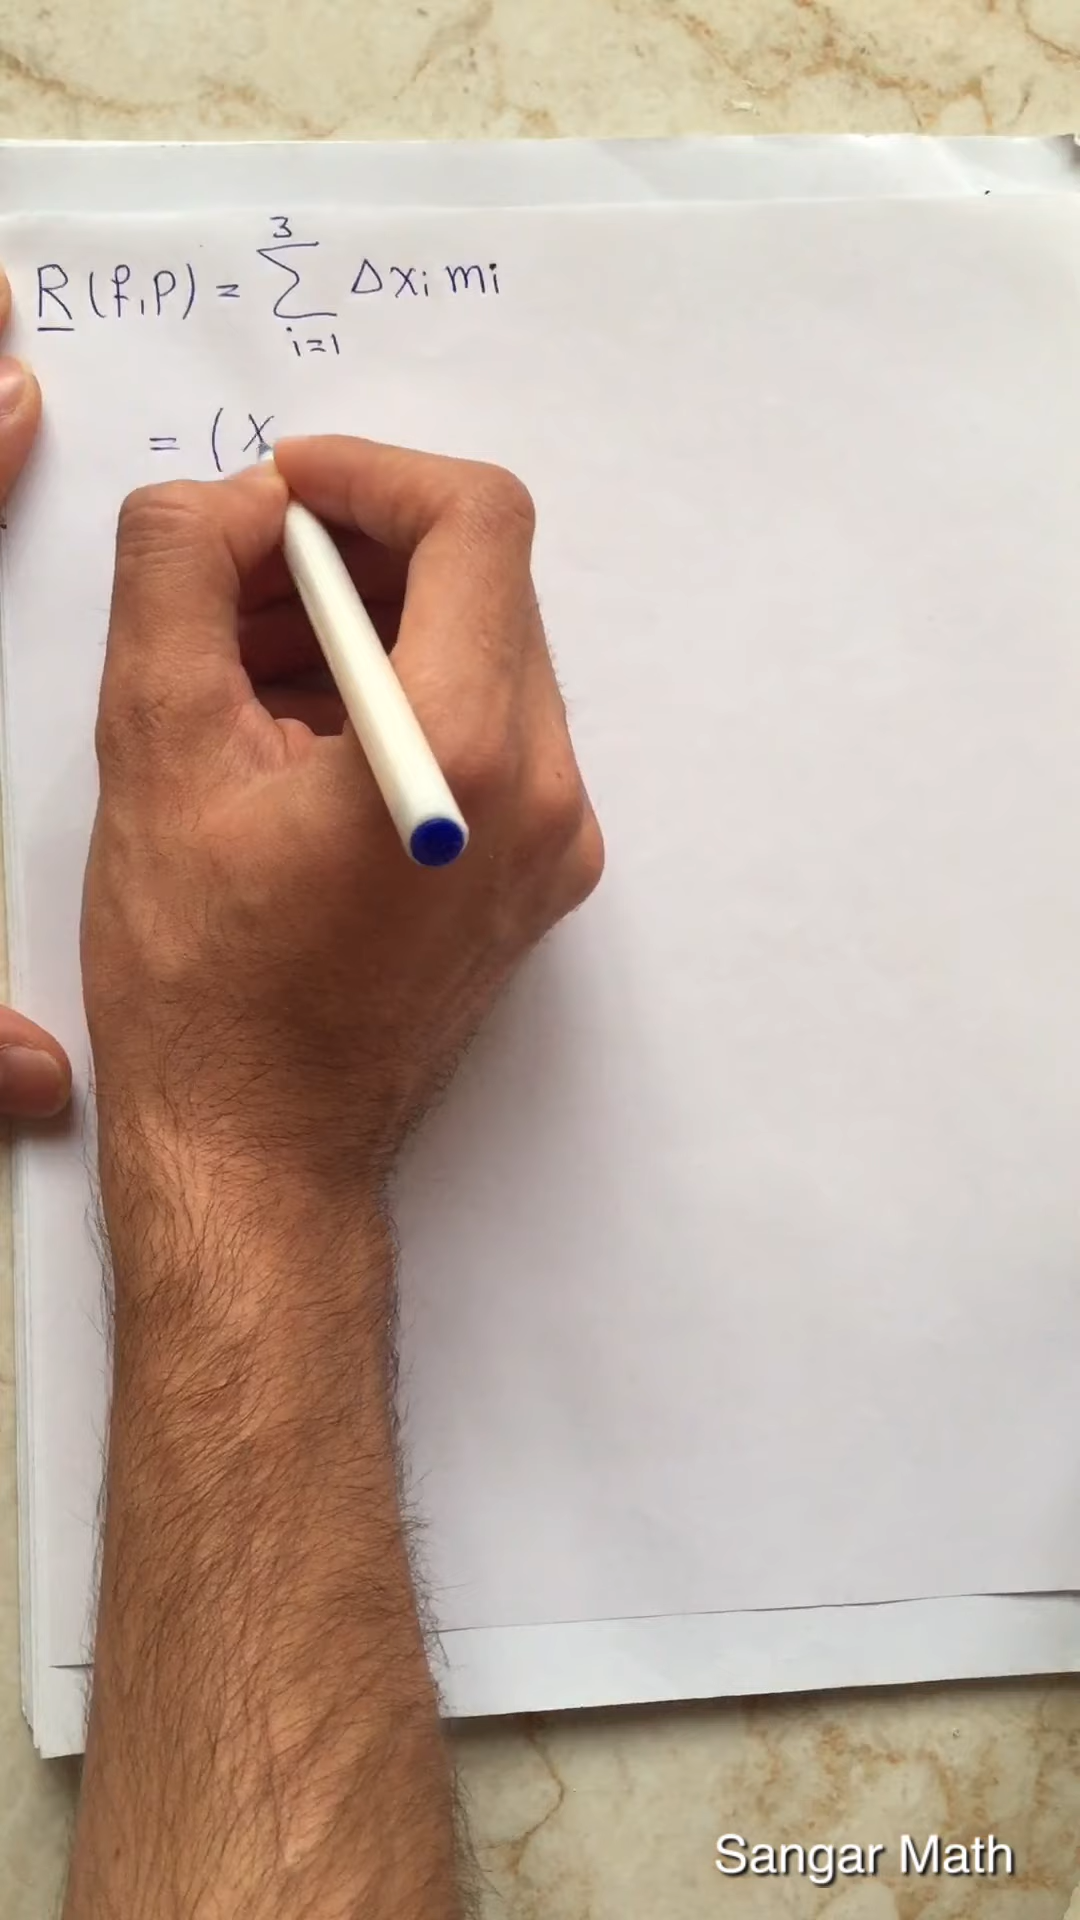 R (f,P) = 3 ∑ i=1 Δxi mi
= ( x
Sangar Math